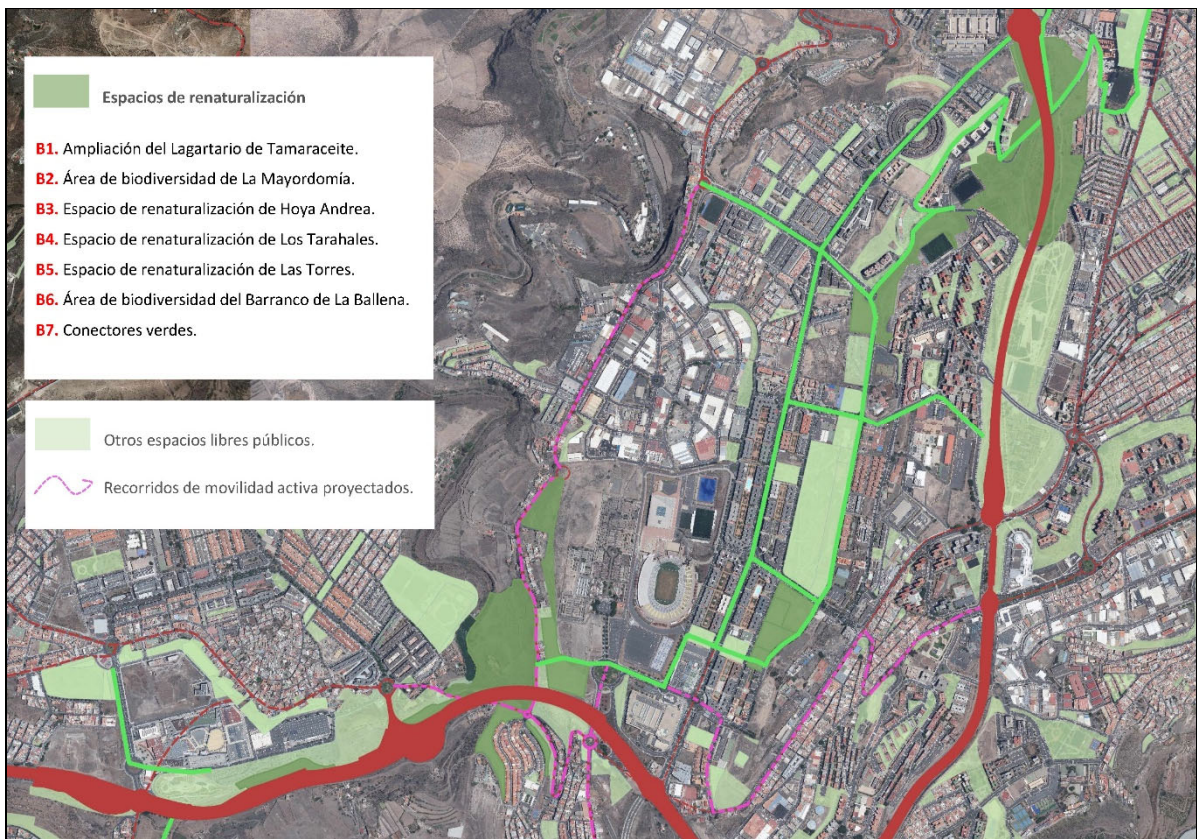 Espacios de renaturalización
B1. Ampliación del Lagartario de Tamaraceite.
B2. Área de biodiversidad de La Mayordomía.
B3. Espacio de renaturalización de Hoya Andrea.
B4. Espacio de renaturalización de Los Tarahales.
B5. Espacio de renaturalización de Las Torres.
B6. Área de biodiversidad del Barranco de La Ballena.
B7. Conectores verdes.
Otros espacios libres públicos.
Recorridos de movilidad activa proyectados.